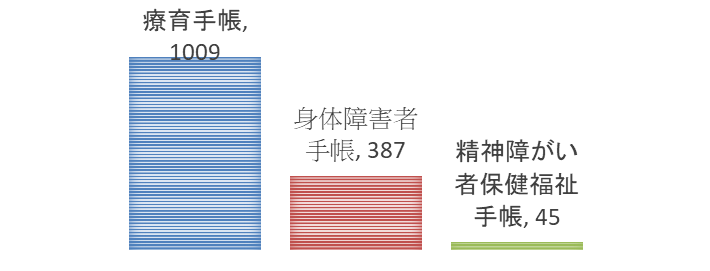 療育手帳,
1009
身体障害者
手帳, 387
精神障がい
者保健福祉
手帳, 45